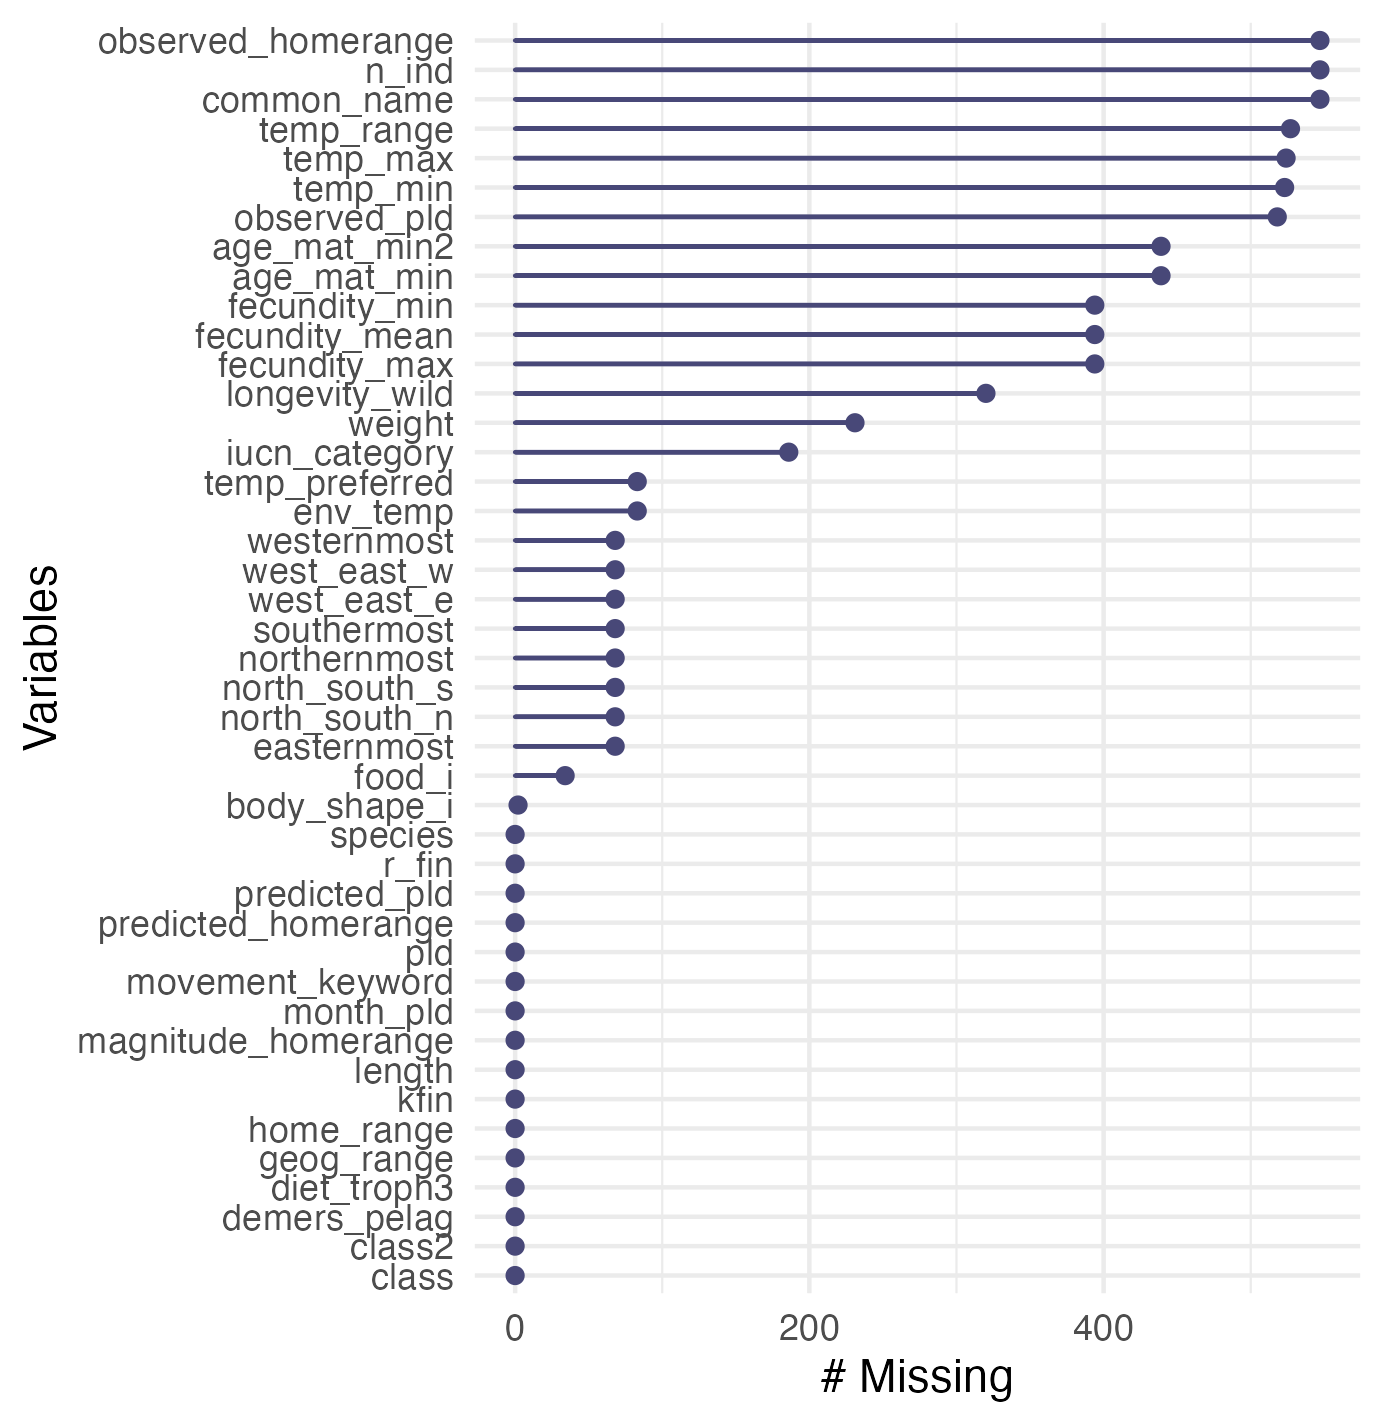 observed_homerange
n_ind
common_name
temp_range
temp_max
temp_min
observed_pld
age_mat_min2
age_mat_min
fecundity_min
fecundity_mean
fecundity_max
longevity_wild
weight
iucn_category
temp_preferred
env_temp
westernmost
west_east_w
west_east_e
southermost
northernmost
north_south_s
north_south_n
easternmost
food_i
body_shape_i
species
r_fin
predicted_pld
predicted_homerange
pld
movement_keyword
month_pld
magnitude_homerange
length
kfin
home_range
geog_range
diet_troph3
demers_pelag
class2
class
Variables
0 200 400
# Missing